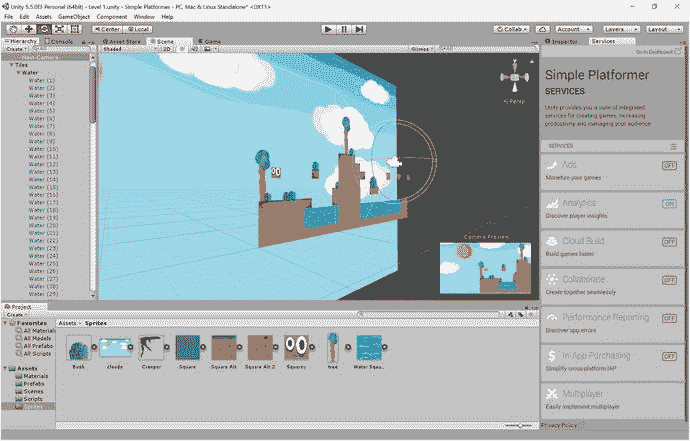 Unity 5.5.0f3 Personal (64bit) - Level 1.unity - Simple Platformer - PC, Mac & Linux Standalone* <DX11>
File Edit Assets GameObject Component Window Help
Center Local Collab Account Layers Layout
Hierarchy Console Asset Store Scene Game Inspector Services
Create Shaded 2D Gizmos Go to Dashboard
Main Camera
Tiles
Water
Water (1)
Water (2)
Water (3)
Water (4)
Water (5)
Water (6)
Water (7)
Water (8)
Water (9)
Water (10)
Water (11)
Water (12)
Water (13)
Water (14)
Water (15)
Water (16)
Water (17)
Water (18)
Water (19)
Water (20)
Water (21)
Water (22)
Water (23)
Water (24)
Water (25)
Water (26)
Water (27)
Water (28)
Water (29)
Persp
Camera Preview
Simple Platformer
SERVICES
Unity provides you a suite of integrated
services for creating games, increasing
productivity and managing your audience.
SERVICES
Ads OFF
Monetize your games
Analytics ON
Discover player insights
Cloud Build OFF
Build games faster
Collaborate OFF
Create together seamlessly
Performance Reporting OFF
Discover app errors
In-App Purchasing OFF
Simplify cross-platform IAP
Multiplayer
Easily implement multiplayer
Privacy Policy
Project
Create
Favorites
All Materials
All Models
All Prefabs
All Scripts
Assets
Materials
Prefabs
Scenes
Scripts
Sprites
Assets Sprites
Bush clouds Creeper Square Square Alt Square Alt 2 Squarey tree Water Squa...